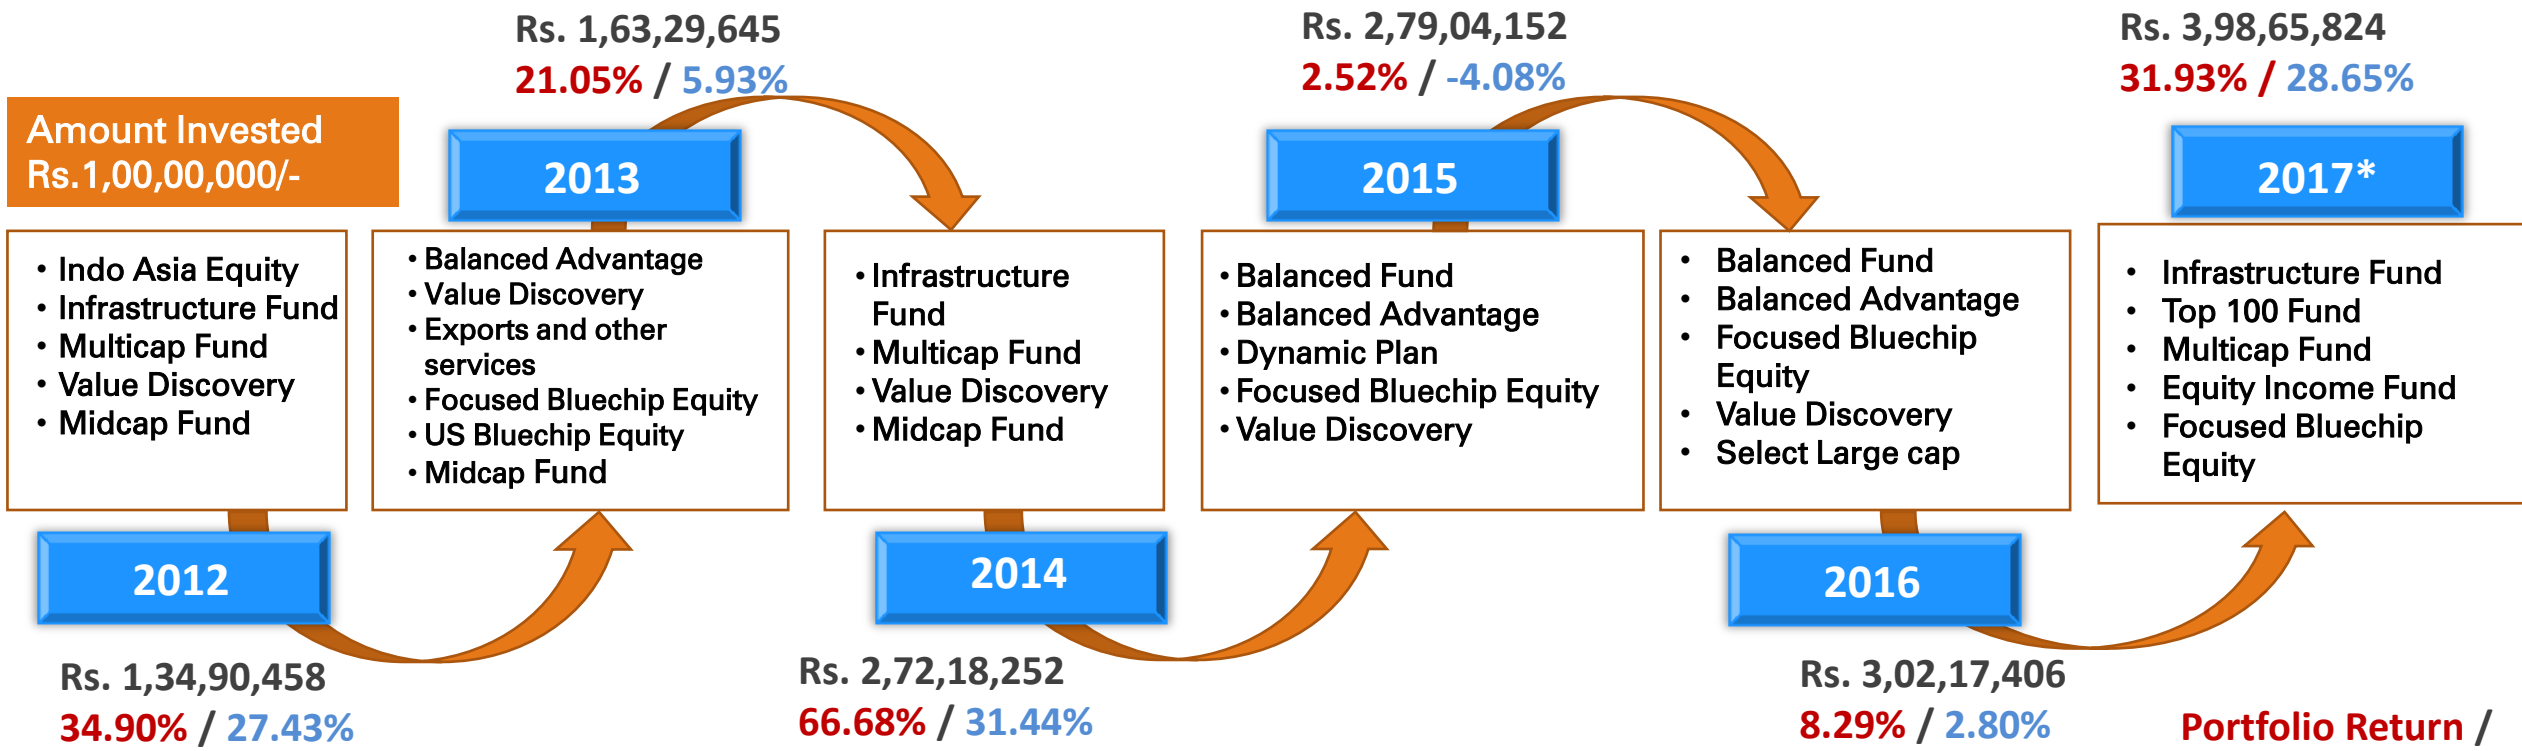 Rs. 1,63,29,645
21.05% / 5.93%
Rs. 2,79,04,152
2.52% / -4.08%
Rs. 3,98,65,824
31.93% / 28.65%
Amount Invested
Rs.1,00,00,000/-
2013
2015
2017*
• Indo Asia Equity
• Infrastructure Fund
• Multicap Fund
• Value Discovery
• Midcap Fund
• Balanced Advantage
• Value Discovery
• Exports and other
services
• Focused Bluechip Equity
• US Bluechip Equity
• Midcap Fund
• Infrastructure
Fund
• Multicap Fund
• Value Discovery
• Midcap Fund
• Balanced Fund
• Balanced Advantage
• Dynamic Plan
• Focused Bluechip Equity
• Value Discovery
• Balanced Fund
• Balanced Advantage
• Focused Bluechip
Equity
• Value Discovery
• Select Large cap
• Infrastructure Fund
• Top 100 Fund
• Multicap Fund
• Equity Income Fund
• Focused Bluechip
Equity
2012
2014
2016
Rs. 1,34,90,458
34.90% / 27.43%
Rs. 2,72,18,252
66.68% / 31.44%
Rs. 3,02,17,406
8.29% / 2.80%
Portfolio Return /